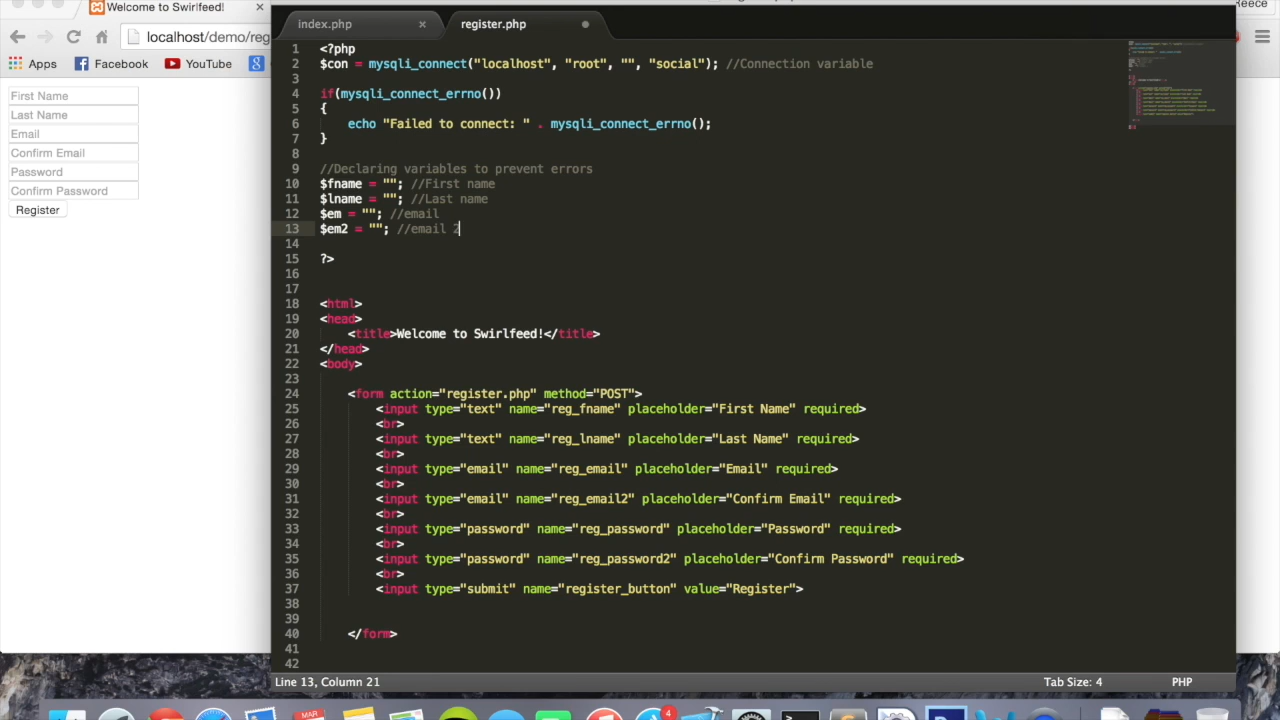 Welcome to Swirlfeed!
Reece
index.php
register.php
localhost/demo/reg
Apps
Facebook
YouTube
First Name
Last Name
Email
Confirm Email
Password
Confirm Password
Register
1 <?php
2 $con = mysqli_connect("localhost", "root", "", "social"); //Connection variable
3
4 if(mysqli_connect_errno())
5 {
6 echo "Failed to connect: " . mysqli_connect_errno();
7 }
8
9 //Declaring variables to prevent errors
10 $fname = ""; //First name
11 $lname = ""; //Last name
12 $em = ""; //email
13 $em2 = ""; //email 2
14
15 ?>
16
17
18 <html>
19 <head>
20 <title>Welcome to Swirlfeed!</title>
21 </head>
22 <body>
23
24 <form action="register.php" method="POST">
25 <input type="text" name="reg_fname" placeholder="First Name" required>
26 <br>
27 <input type="text" name="reg_lname" placeholder="Last Name" required>
28 <br>
29 <input type="email" name="reg_email" placeholder="Email" required>
30 <br>
31 <input type="email" name="reg_email2" placeholder="Confirm Email" required>
32 <br>
33 <input type="password" name="reg_password" placeholder="Password" required>
34 <br>
35 <input type="password" name="reg_password2" placeholder="Confirm Password" required>
36 <br>
37 <input type="submit" name="register_button" value="Register">
38
39
40 </form>
41
42
Line 13, Column 21
Tab Size: 4
PHP
MAR
4